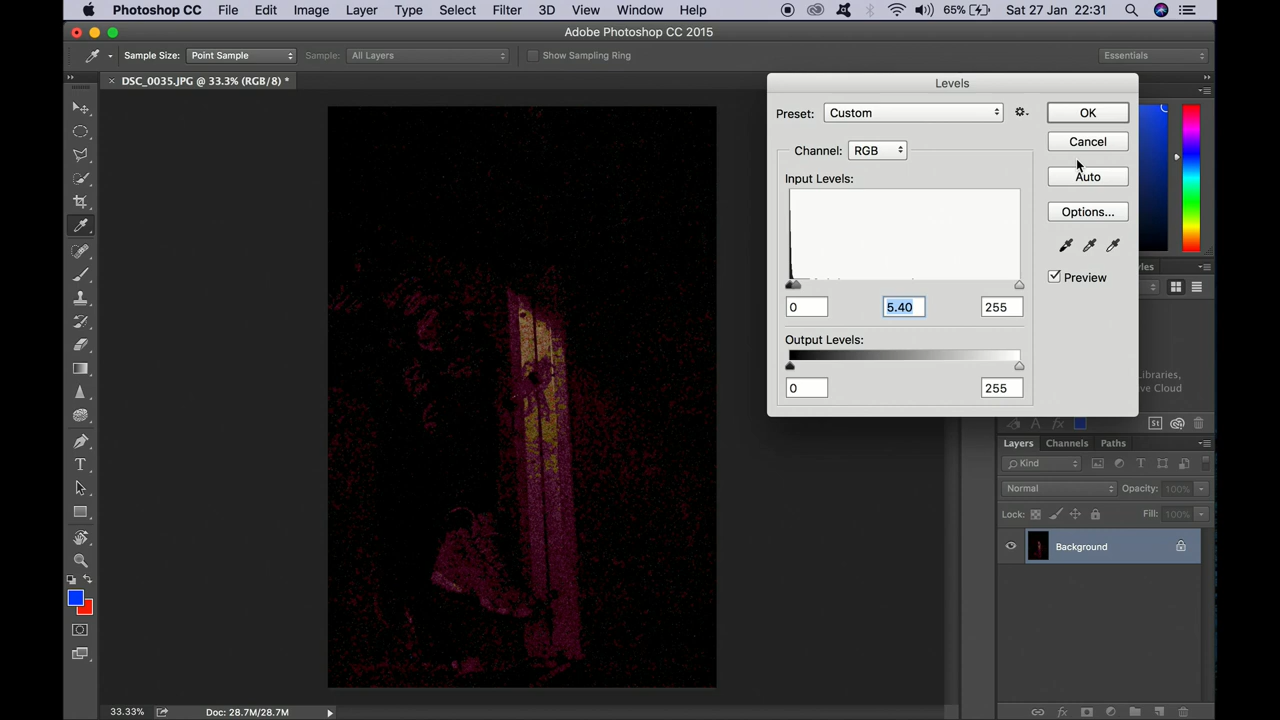 Photoshop CC File Edit Image Layer Type Select Filter 3D View Window Help 65% Sat 27 Jan 22:31
Adobe Photoshop CC 2015
Sample Size: Point Sample Sample: All Layers Show Sampling Ring Essentials
× DSC_0035.JPG @ 33.3% (RGB/8) *
Levels
Preset: Custom OK
Cancel
Channel: RGB
Auto
Input Levels:
Options...
Preview
0 5.40 255
Output Levels:
0 255
Libraries,
Cloud
Layers Channels Paths
Kind
Normal Opacity: 100%
Lock: Fill: 100%
Background
33.33% Doc: 28.7M/28.7M